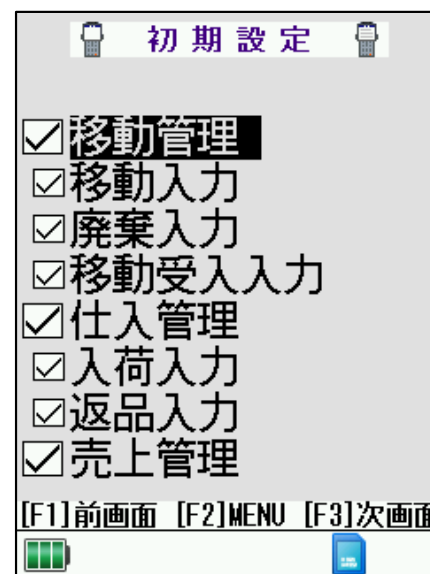 初期設定
移動管理
移動入力
廃棄入力
移動受入入力
仕入管理
入荷入力
返品入力
売上管理
[F1]前画面 [F2]MENU [F3]次画面